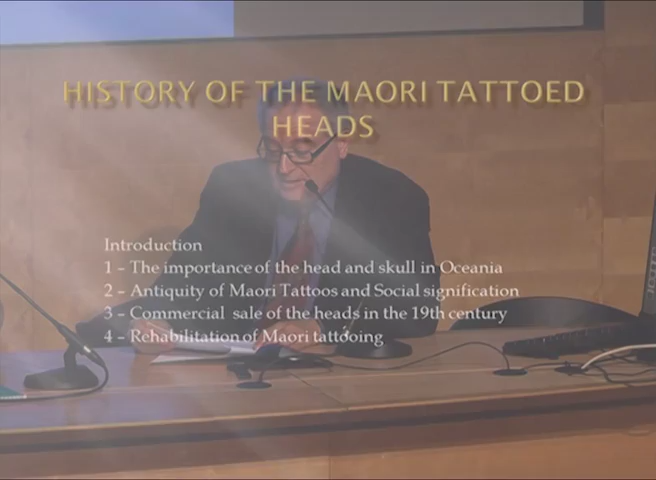 HISTORY OF THE MAORI TATTOED
HEADS
Introduction
1 – The importance of the head and skull in Oceania
2 – Antiquity of Maori Tattoos and Social signification
3 – Commercial sale of the heads in the 19th century
4 – Rehabilitation of Maori tattooing